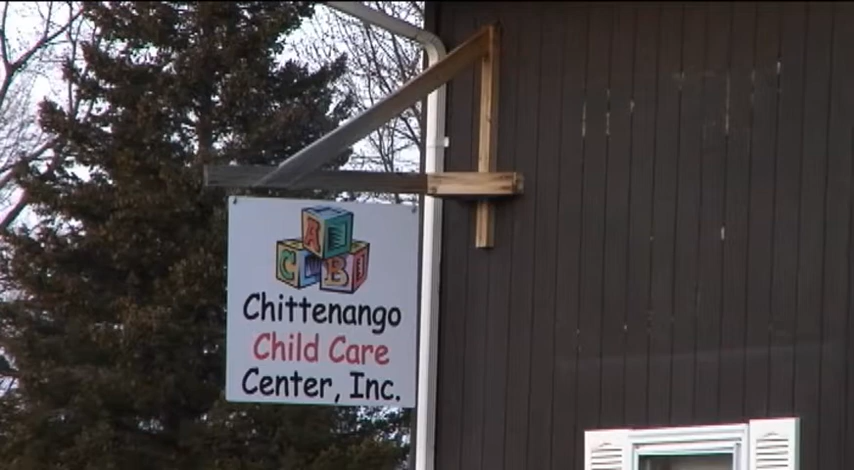 A
C B
Chittenango
Child Care
Center, Inc.